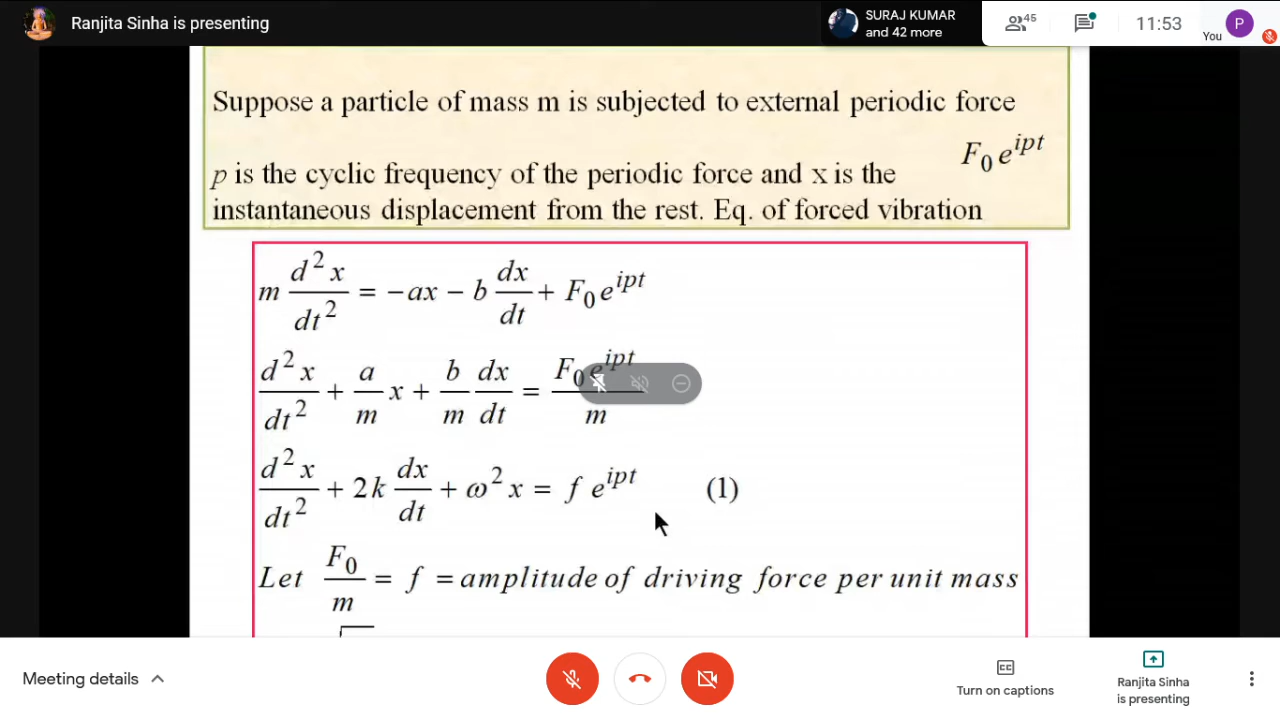 Ranjita Sinha is presenting
SURAJ KUMAR
and 42 more
45
11:53
You
P
Suppose a particle of mass m is subjected to external periodic force
F₀ e^{ipt}
p is the cyclic frequency of the periodic force and x is the
instantaneous displacement from the rest. Eq. of forced vibration
m d²x/dt² = −ax − b dx/dt + F₀ e^{ipt}
d²x/dt² + a/m x + b/m dx/dt = F₀ e^{ipt}/m
d²x/dt² + 2k dx/dt + ω² x = f e^{ipt} (1)
Let F₀/m = f = amplitude of driving force per unit mass
Meeting details
CC
Turn on captions
Ranjita Sinha
is presenting